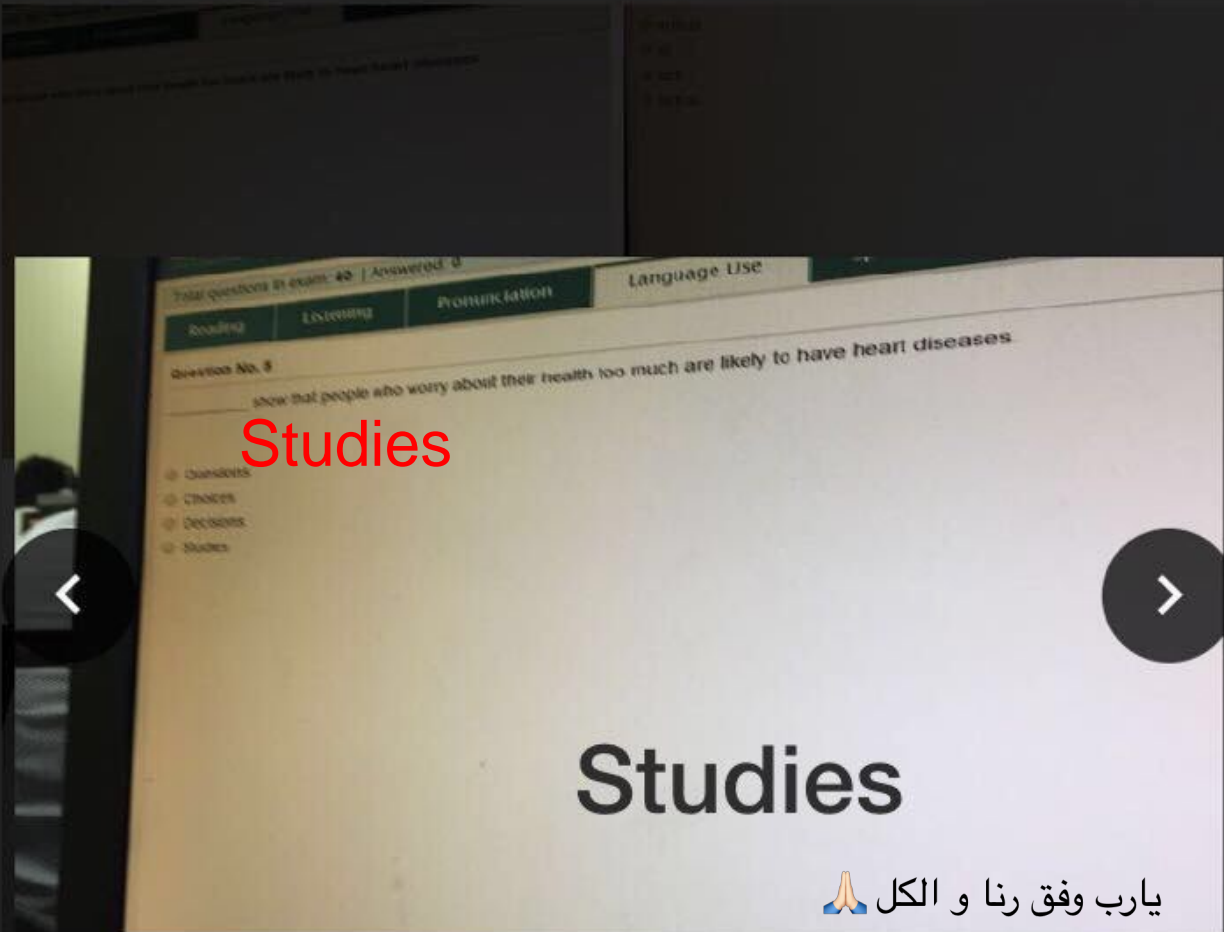 Total questions in exam: 40 | Answered: 0
Reading Listening Pronunciation Language Use
Question No. 8
________ show that people who worry about their health too much are likely to have heart diseases.
Studies
Questions
Choices
Decisions
Studies
Studies
يارب وفق رنا و الكل 🙏🏻